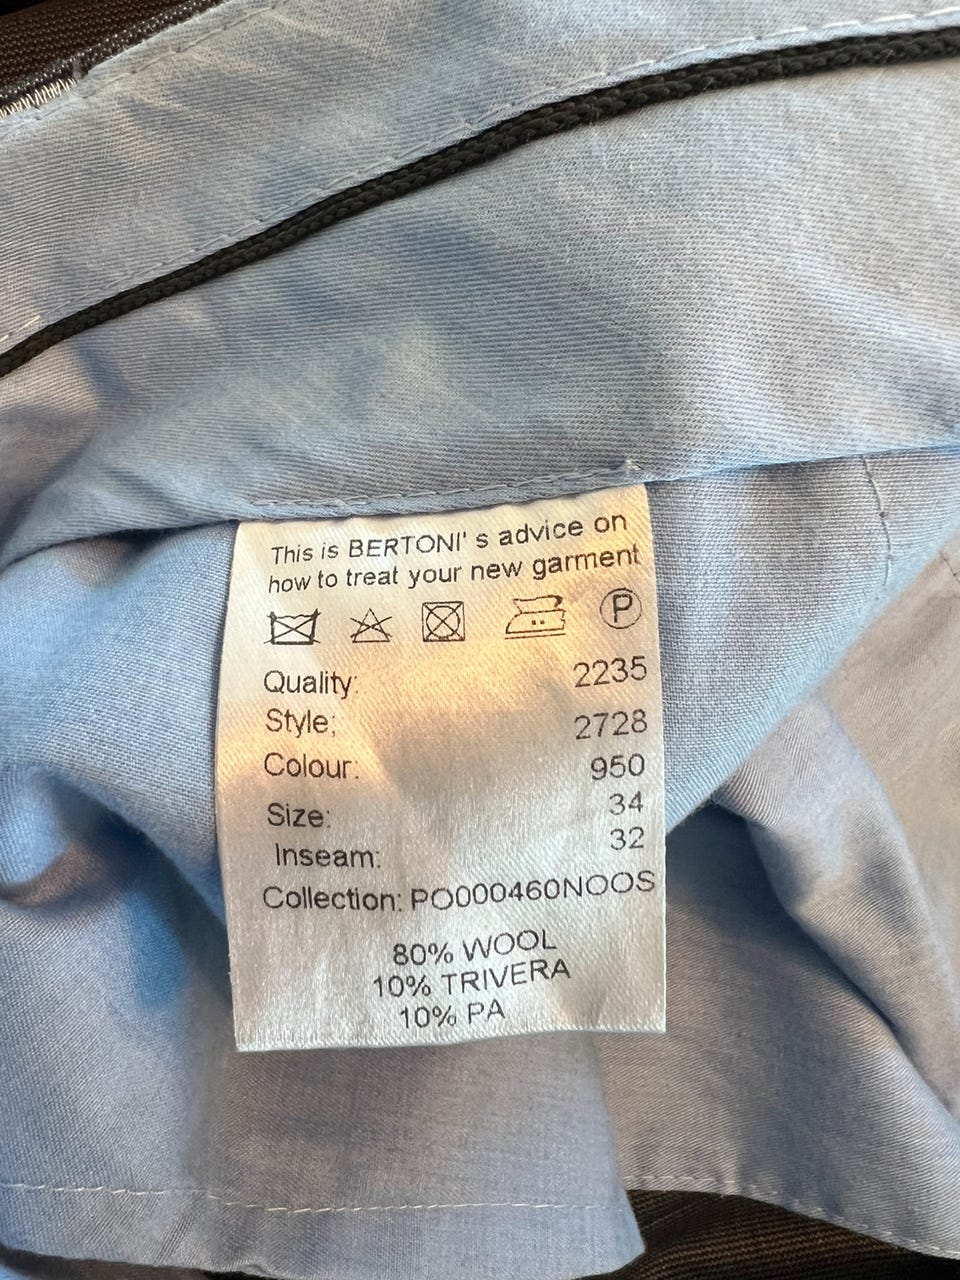 This is BERTONI' s advice on
how to treat your new garment
P
Quality: 2235
Style; 2728
Colour: 950
Size: 34
Inseam: 32
Collection: PO000460NOOS
80% WOOL
10% TRIVERA
10% PA